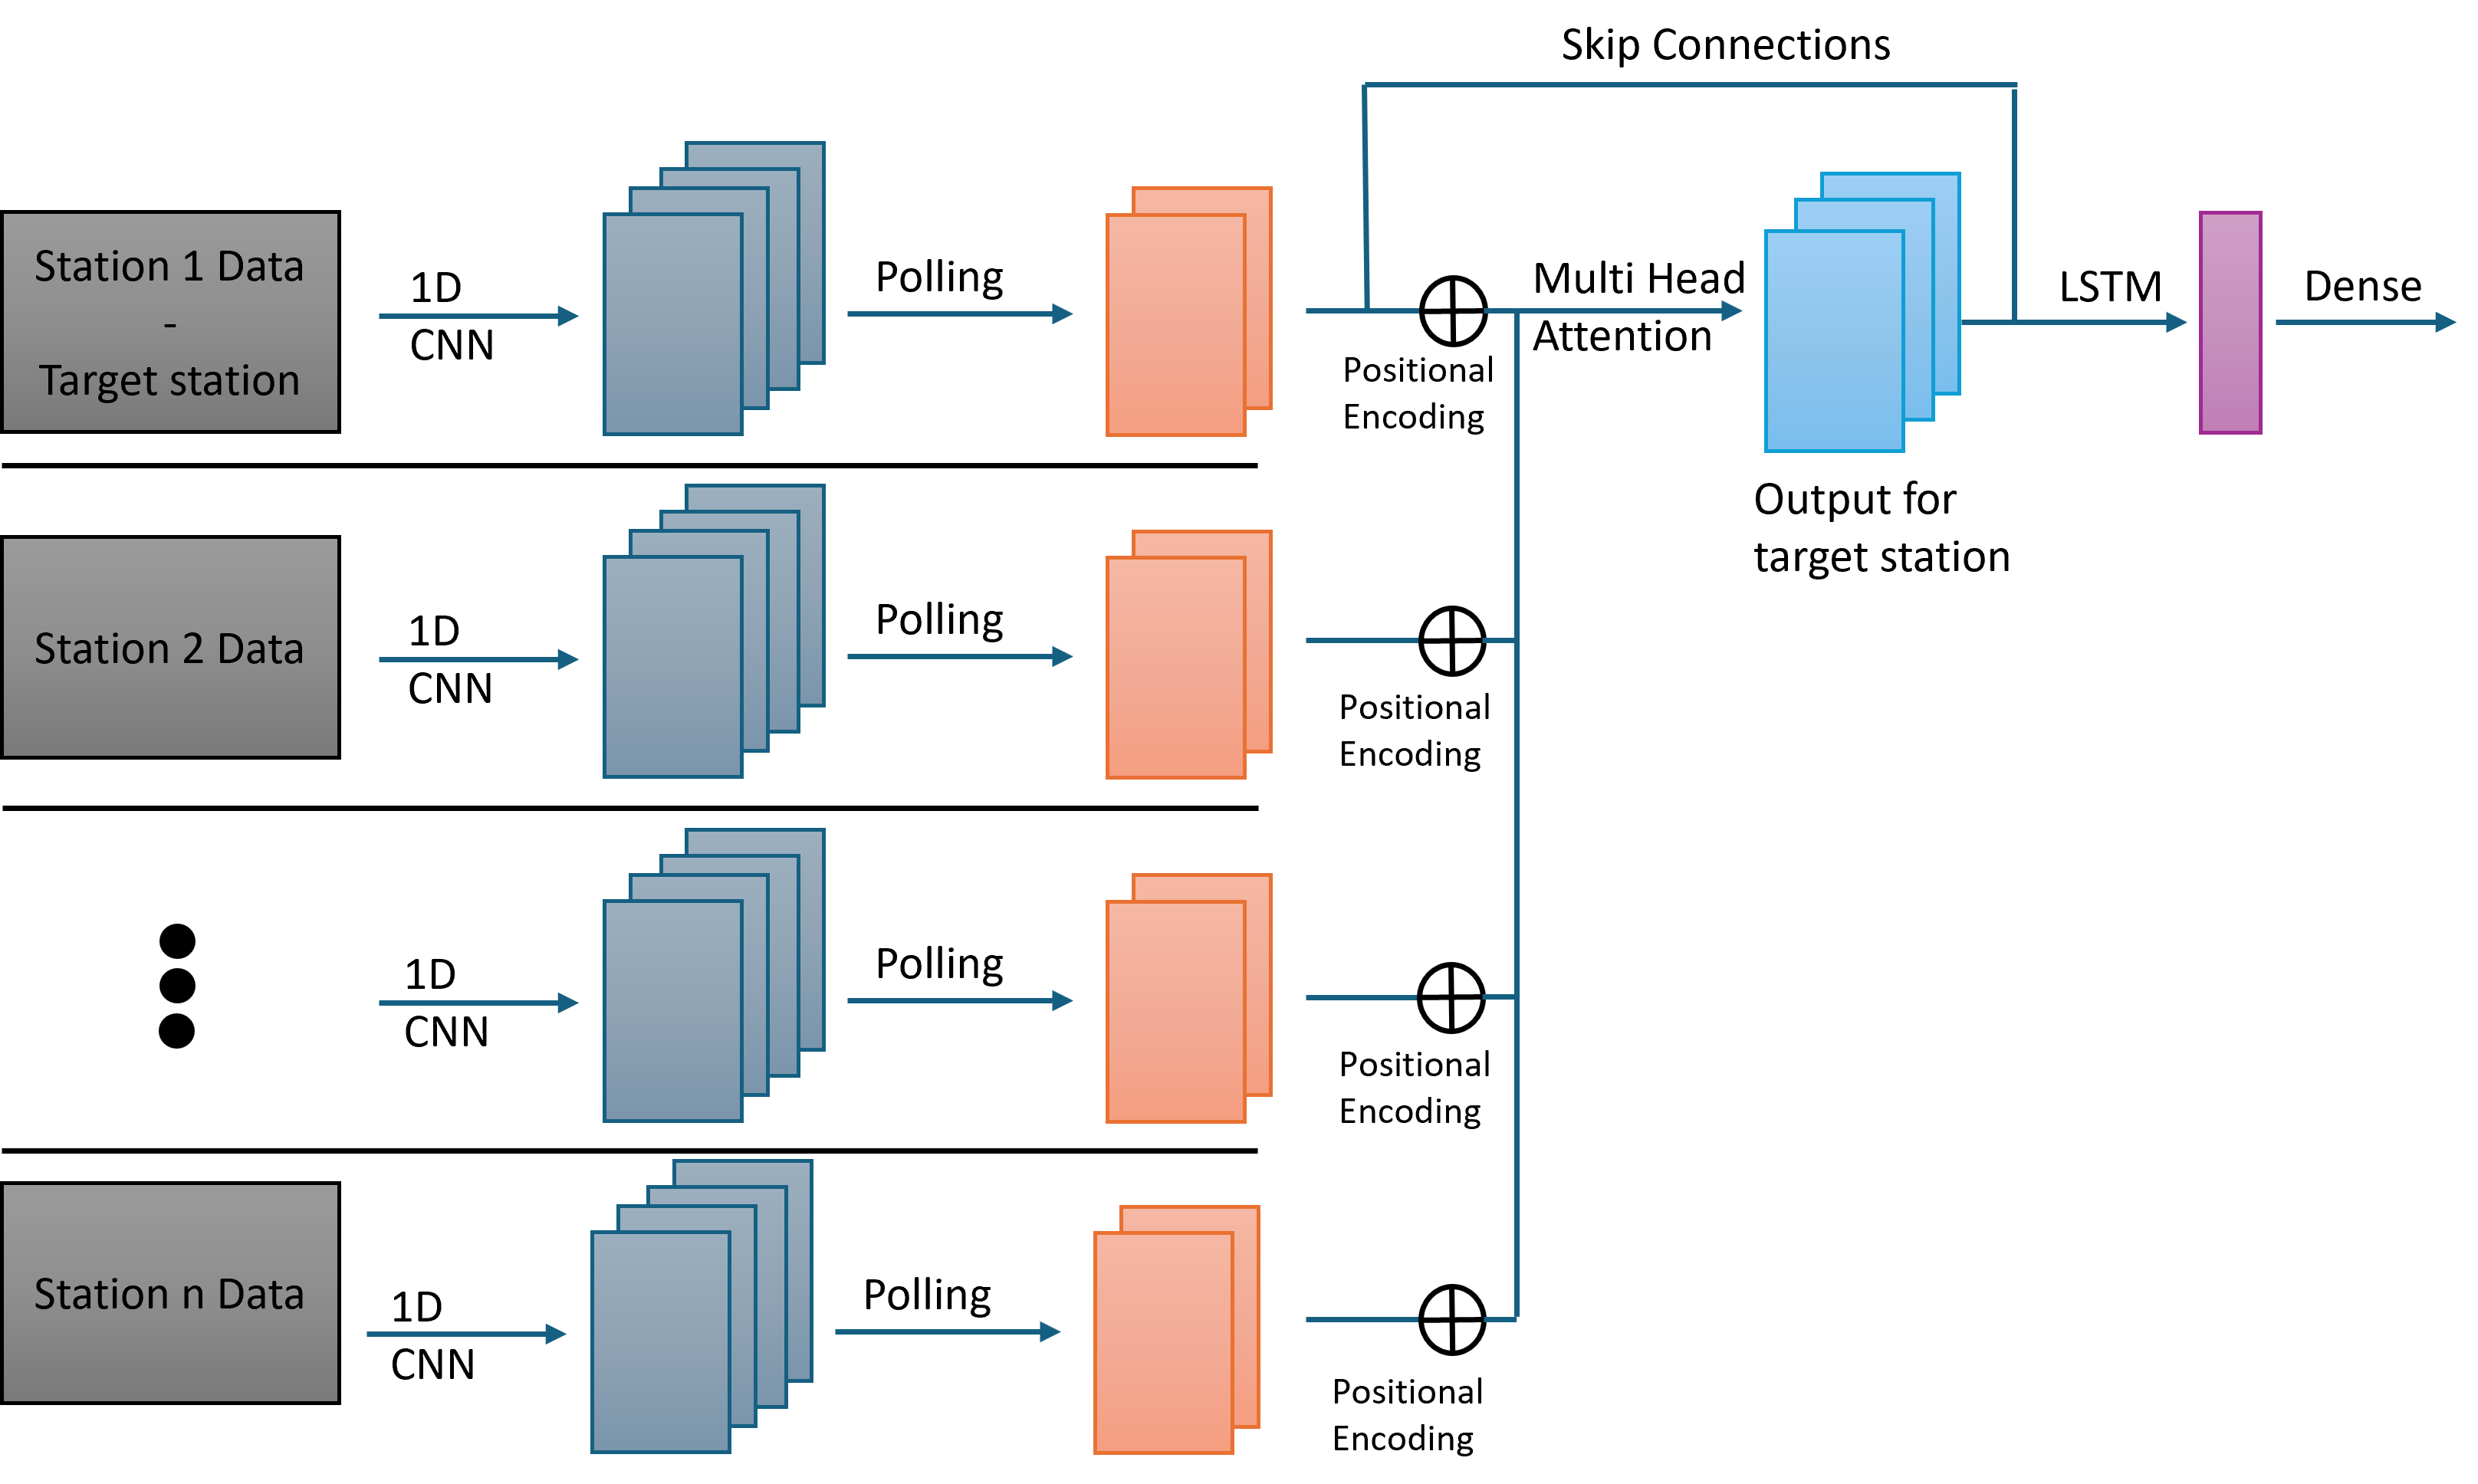 Skip Connections
Station 1 Data
-
Target station
1D
CNN
Polling
Positional
Encoding
Multi Head
Attention
Output for
target station
LSTM
Dense
Station 2 Data
1D
CNN
Polling
Positional
Encoding
1D
CNN
Polling
Positional
Encoding
Station n Data
1D
CNN
Polling
Positional
Encoding